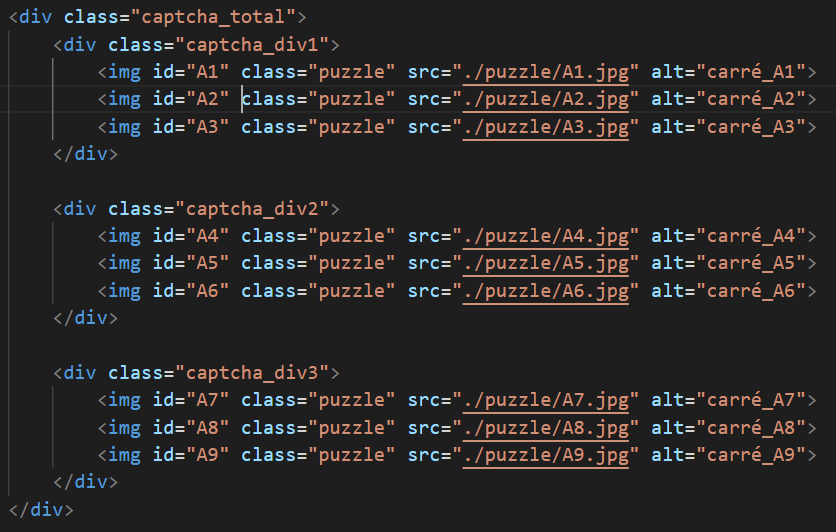 <div class="captcha_total">
    <div class="captcha_div1">
        <img id="A1" class="puzzle" src="./puzzle/A1.jpg" alt="carré_A1">
        <img id="A2" class="puzzle" src="./puzzle/A2.jpg" alt="carré_A2">
        <img id="A3" class="puzzle" src="./puzzle/A3.jpg" alt="carré_A3">
    </div>

    <div class="captcha_div2">
        <img id="A4" class="puzzle" src="./puzzle/A4.jpg" alt="carré_A4">
        <img id="A5" class="puzzle" src="./puzzle/A5.jpg" alt="carré_A5">
        <img id="A6" class="puzzle" src="./puzzle/A6.jpg" alt="carré_A6">
    </div>

    <div class="captcha_div3">
        <img id="A7" class="puzzle" src="./puzzle/A7.jpg" alt="carré_A7">
        <img id="A8" class="puzzle" src="./puzzle/A8.jpg" alt="carré_A8">
        <img id="A9" class="puzzle" src="./puzzle/A9.jpg" alt="carré_A9">
    </div>
</div>